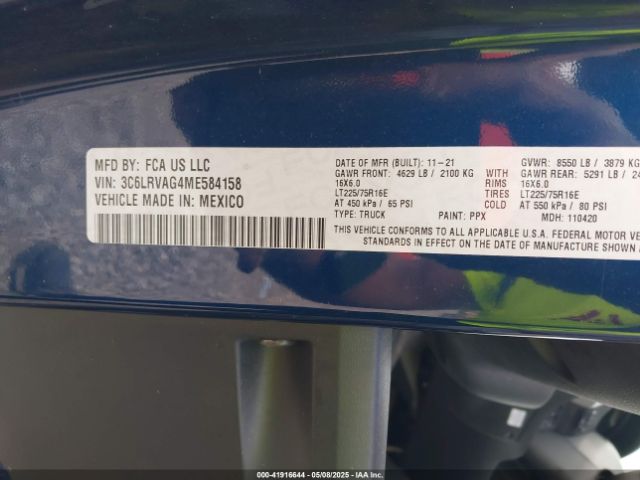 MFD BY: FCA US LLC
VIN: 3C6LRVAG4ME584158
VEHICLE MADE IN: MEXICO
DATE OF MFR (BUILT): 11-21
GAWR FRONT: 4629 LB / 2100 KG
16X6.0
LT225/75R16E
AT 450 kPa / 65 PSI
TYPE: TRUCK
PAINT: PPX
WITH
RIMS
TIRES
COLD
GVWR: 8550 LB / 3879 KG
GAWR REAR: 5291 LB / 24
16X6.0
LT225/75R16E
AT 550 kPa / 80 PSI
MDH: 110420
THIS VEHICLE CONFORMS TO ALL APPLICABLE U.S.A. FEDERAL MOTOR VE
STANDARDS IN EFFECT ON THE DATE OF MANUFACTURE SHOWN A
000-41916644 - 05/08/2025 - IAAI.COM